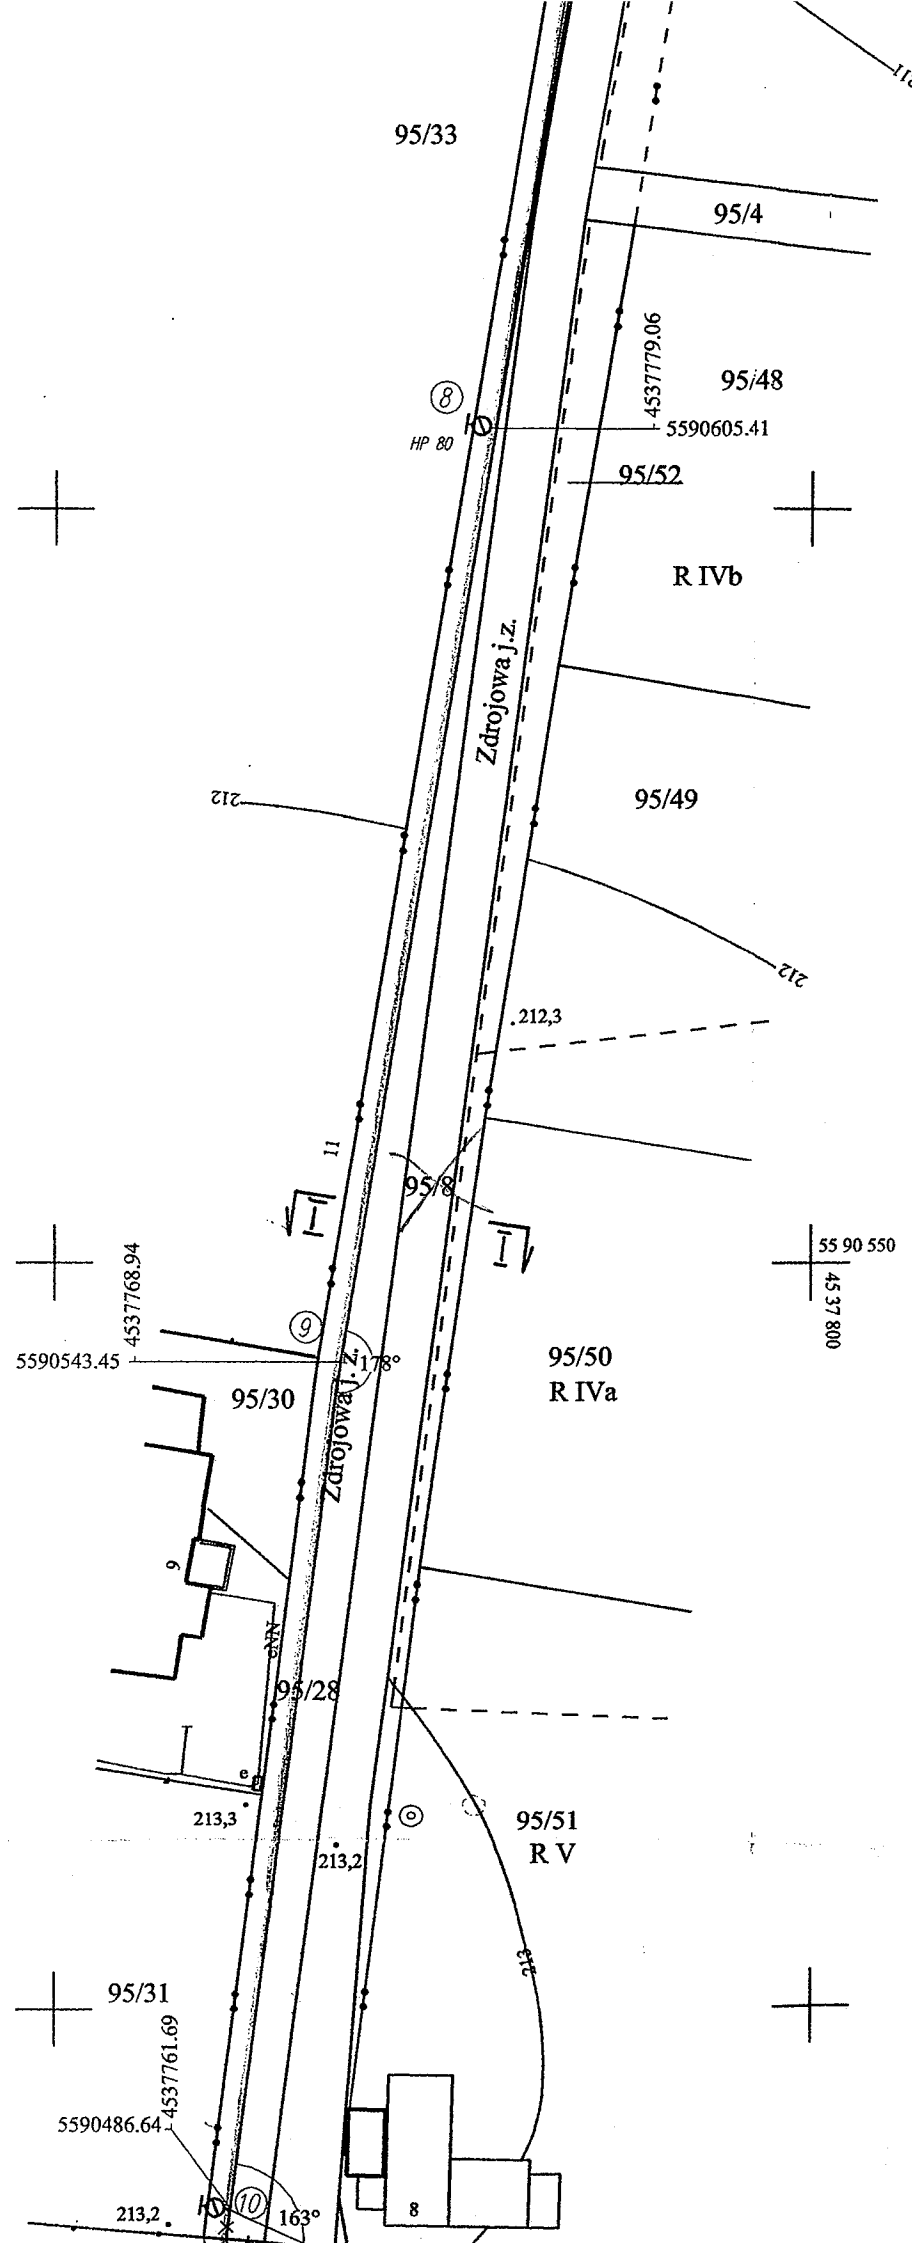 211
95/33
95/4
4537779.06
95/48
8
HP 80
5590605.41
95/52
R IVb
Zdrojowa j.z.
212
95/49
212
212,3
11
95/8
I
I
55 90 550
45 37 800
4537768.94
9
5590543.45
178°
95/50
R IVa
95/30
Zdrojowa j. z.
9
eNN
95/28
e
213,3
95/51
R V
213,2
213
95/31
4537761.69
5590486.64
10
163°
213,2
8